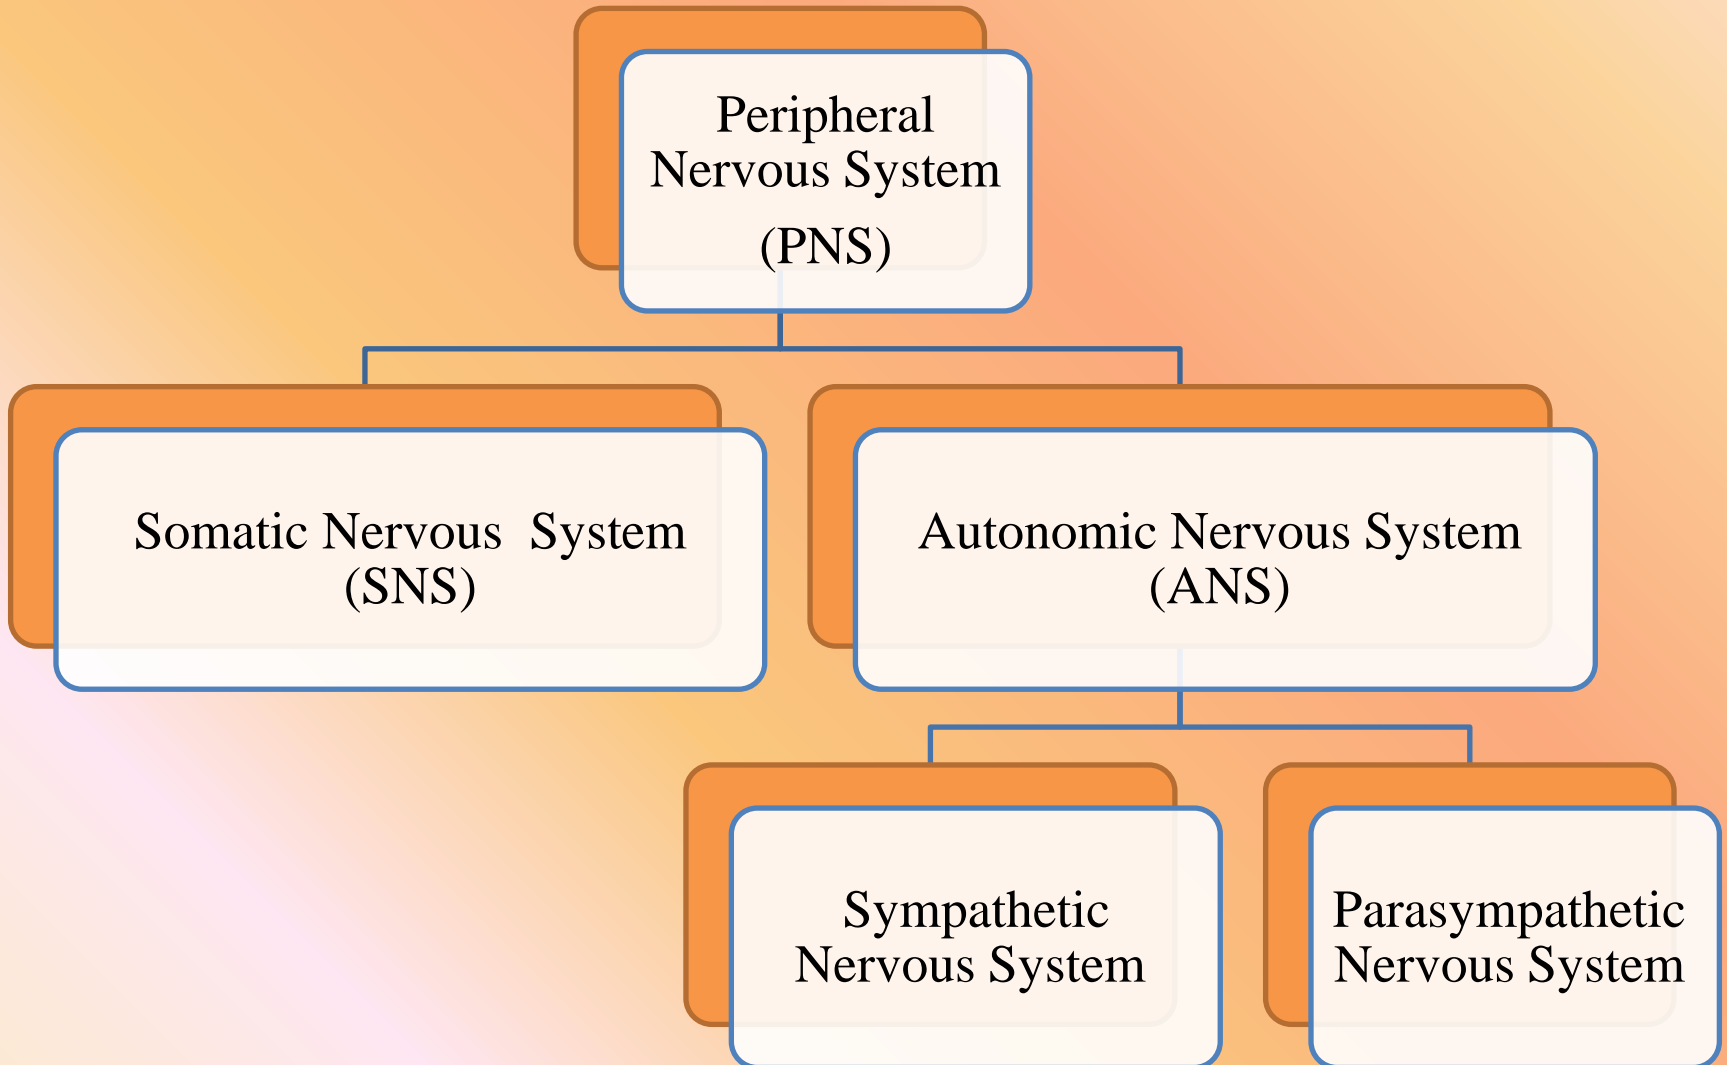 Peripheral
Nervous System
(PNS)
Somatic Nervous  System
(SNS)
Autonomic Nervous System
(ANS)
Sympathetic
Nervous System
Parasympathetic
Nervous System